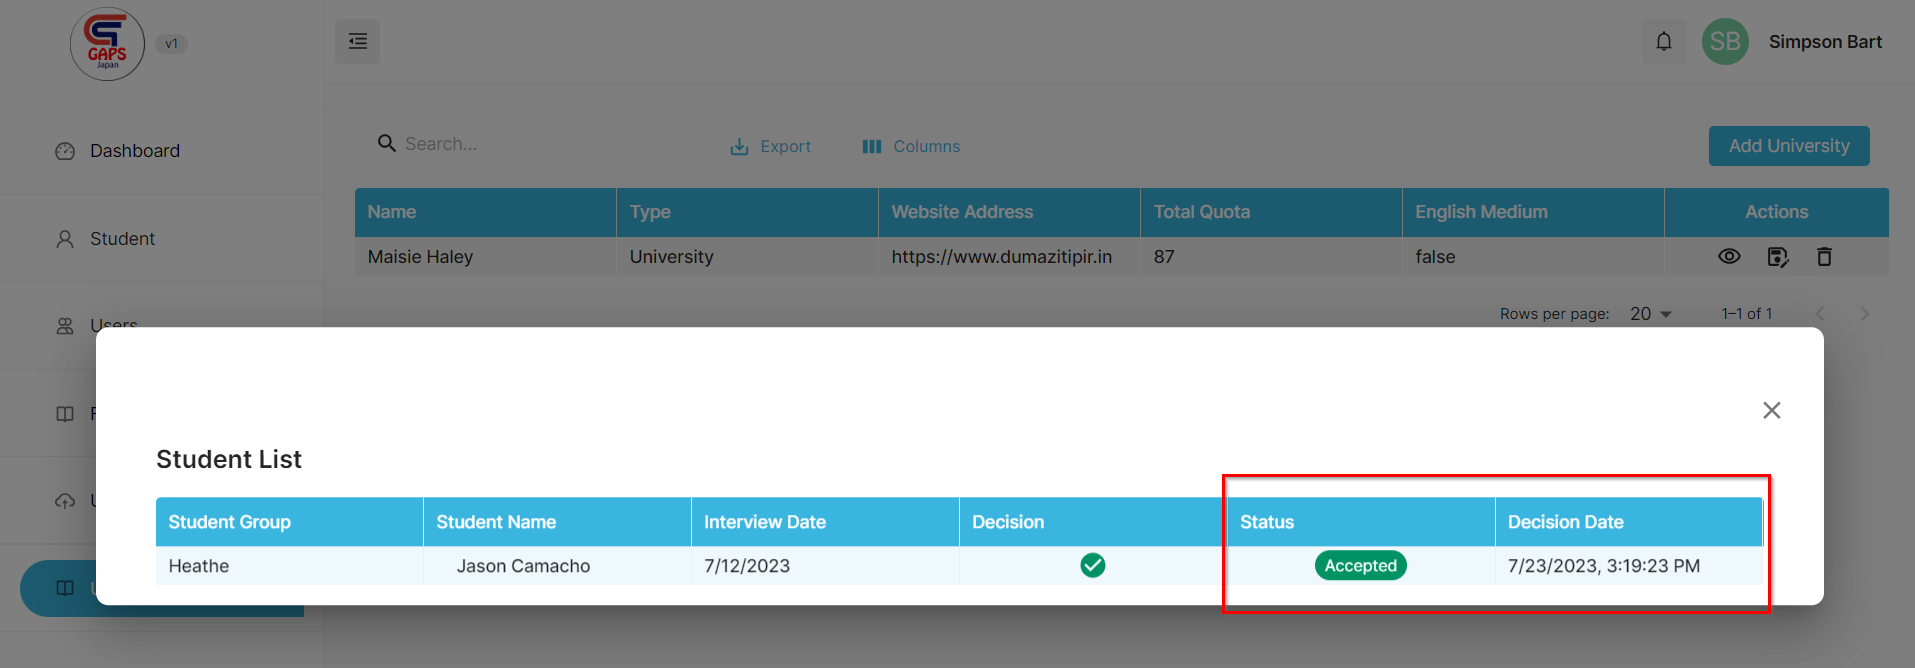 GAPS
Japan
v1
SB
Simpson Bart
Dashboard
Student
Users
Search...
Export
Columns
Add University
Name Type Website Address Total Quota English Medium Actions
Maisie Haley University https://www.dumazitipir.in 87 false
Rows per page: 20 1–1 of 1
Student List
Student Group Student Name Interview Date Decision Status Decision Date
Heathe Jason Camacho 7/12/2023 Accepted 7/23/2023, 3:19:23 PM